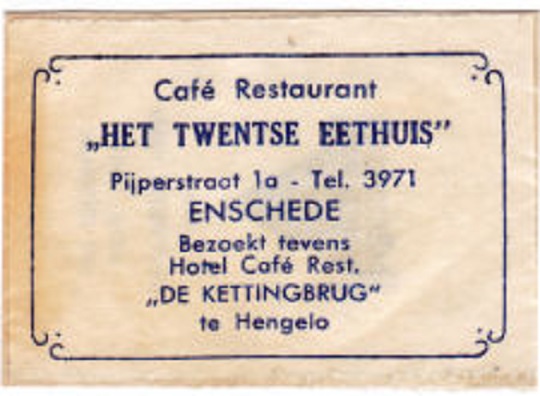 Café Restaurant
„HET TWENTSE EETHUIS”
Pijperstraat 1a - Tel. 3971
ENSCHEDE
Bezoekt tevens
Hotel Café Rest.
„DE KETTINGBRUG”
te Hengelo